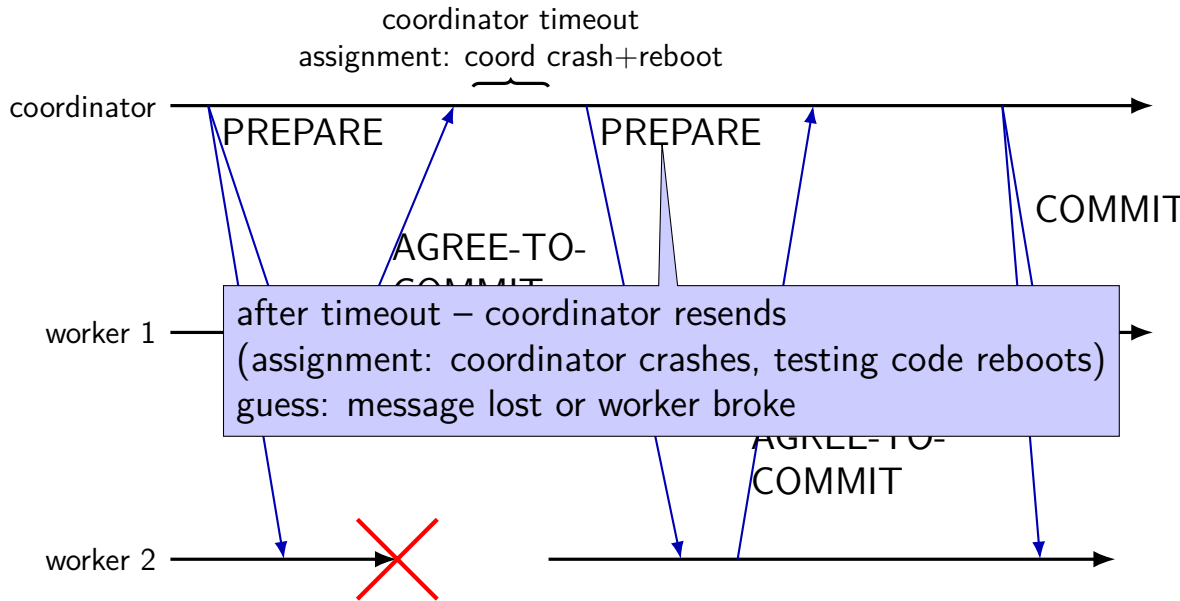 coordinator timeout
assignment: coord crash+reboot
coordinator
PREPARE
PREPARE
COMMIT
AGREE-TO-
COMMIT
worker 1
after timeout – coordinator resends
(assignment: coordinator crashes, testing code reboots)
guess: message lost or worker broke
AGREE-TO-
COMMIT
worker 2